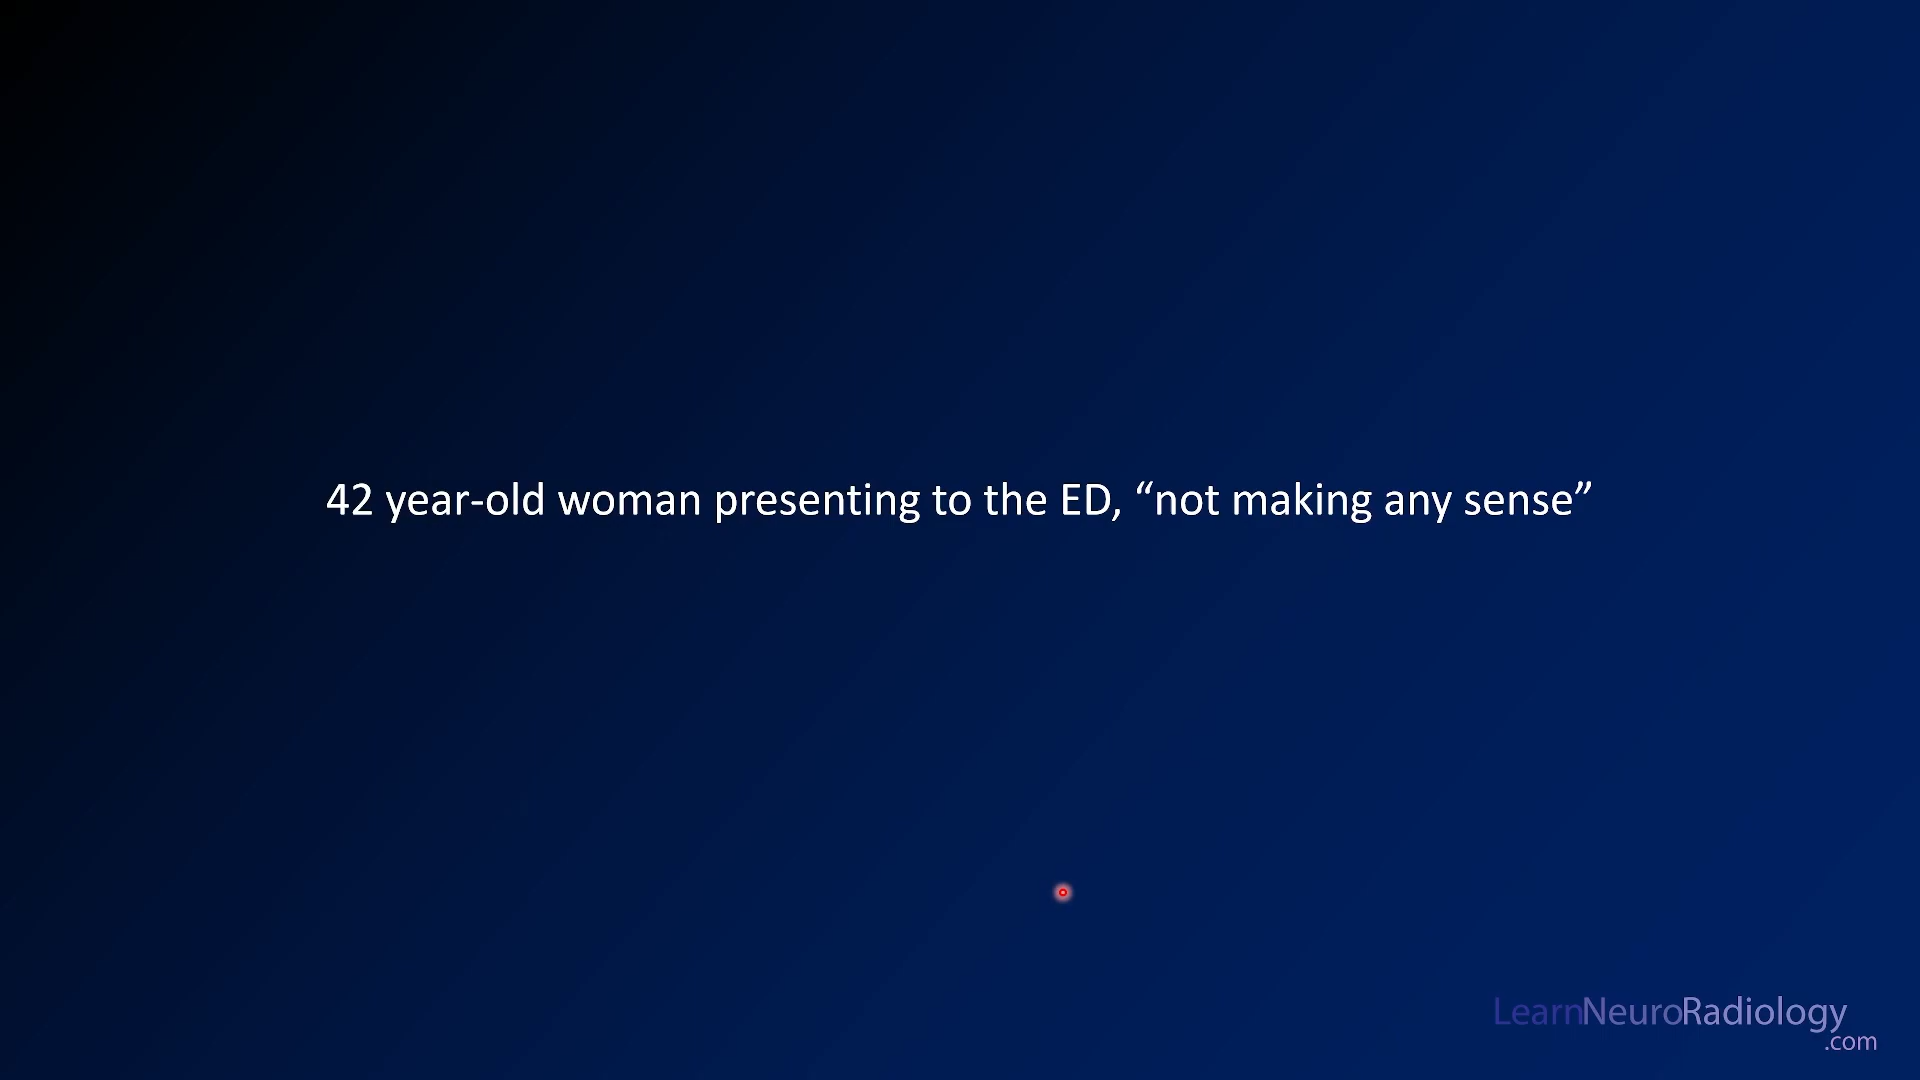 42 year-old woman presenting to the ED, “not making any sense”
LearnNeuroRadiology
.com